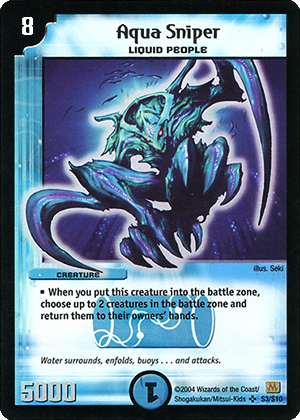 8
Aqua Sniper
LIQUID PEOPLE
illus. Seki
CREATURE
▪ When you put this creature into the battle zone,
choose up to 2 creatures in the battle zone and
return them to their owners' hands.
Water surrounds, enfolds, buoys . . . and attacks.
5000
©2004 Wizards of the Coast/
Shogakukan/Mitsui-Kids S3/S10